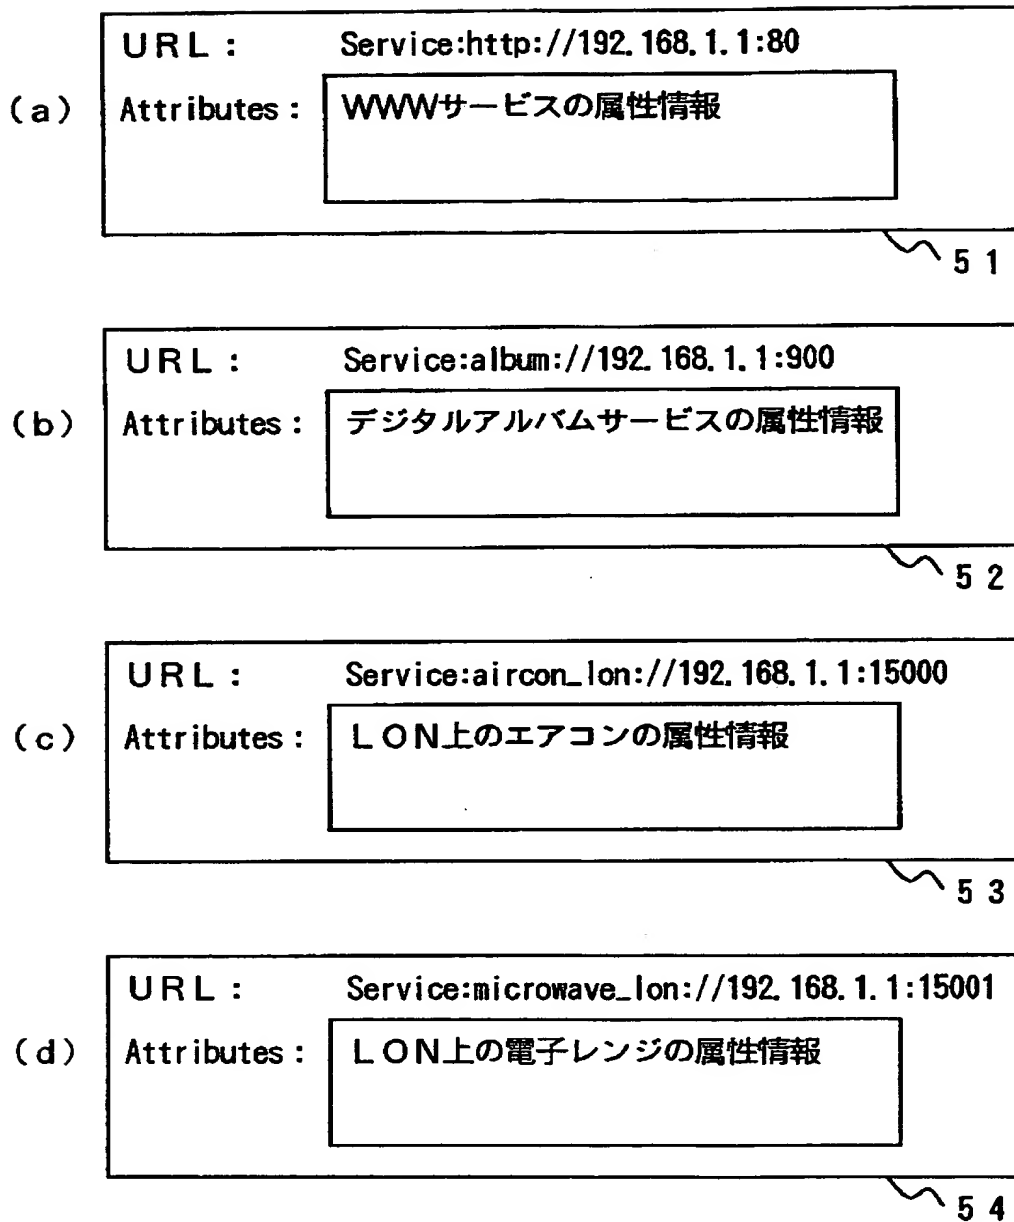 URL： Service:http://192.168.1.1:80
(a) Attributes： WWWサービスの属性情報
51
URL： Service:album://192.168.1.1:900
(b) Attributes： デジタルアルバムサービスの属性情報
52
URL： Service:aircon_lon://192.168.1.1:15000
(c) Attributes： LON上のエアコンの属性情報
53
URL： Service:microwave_lon://192.168.1.1:15001
(d) Attributes： LON上の電子レンジの属性情報
54